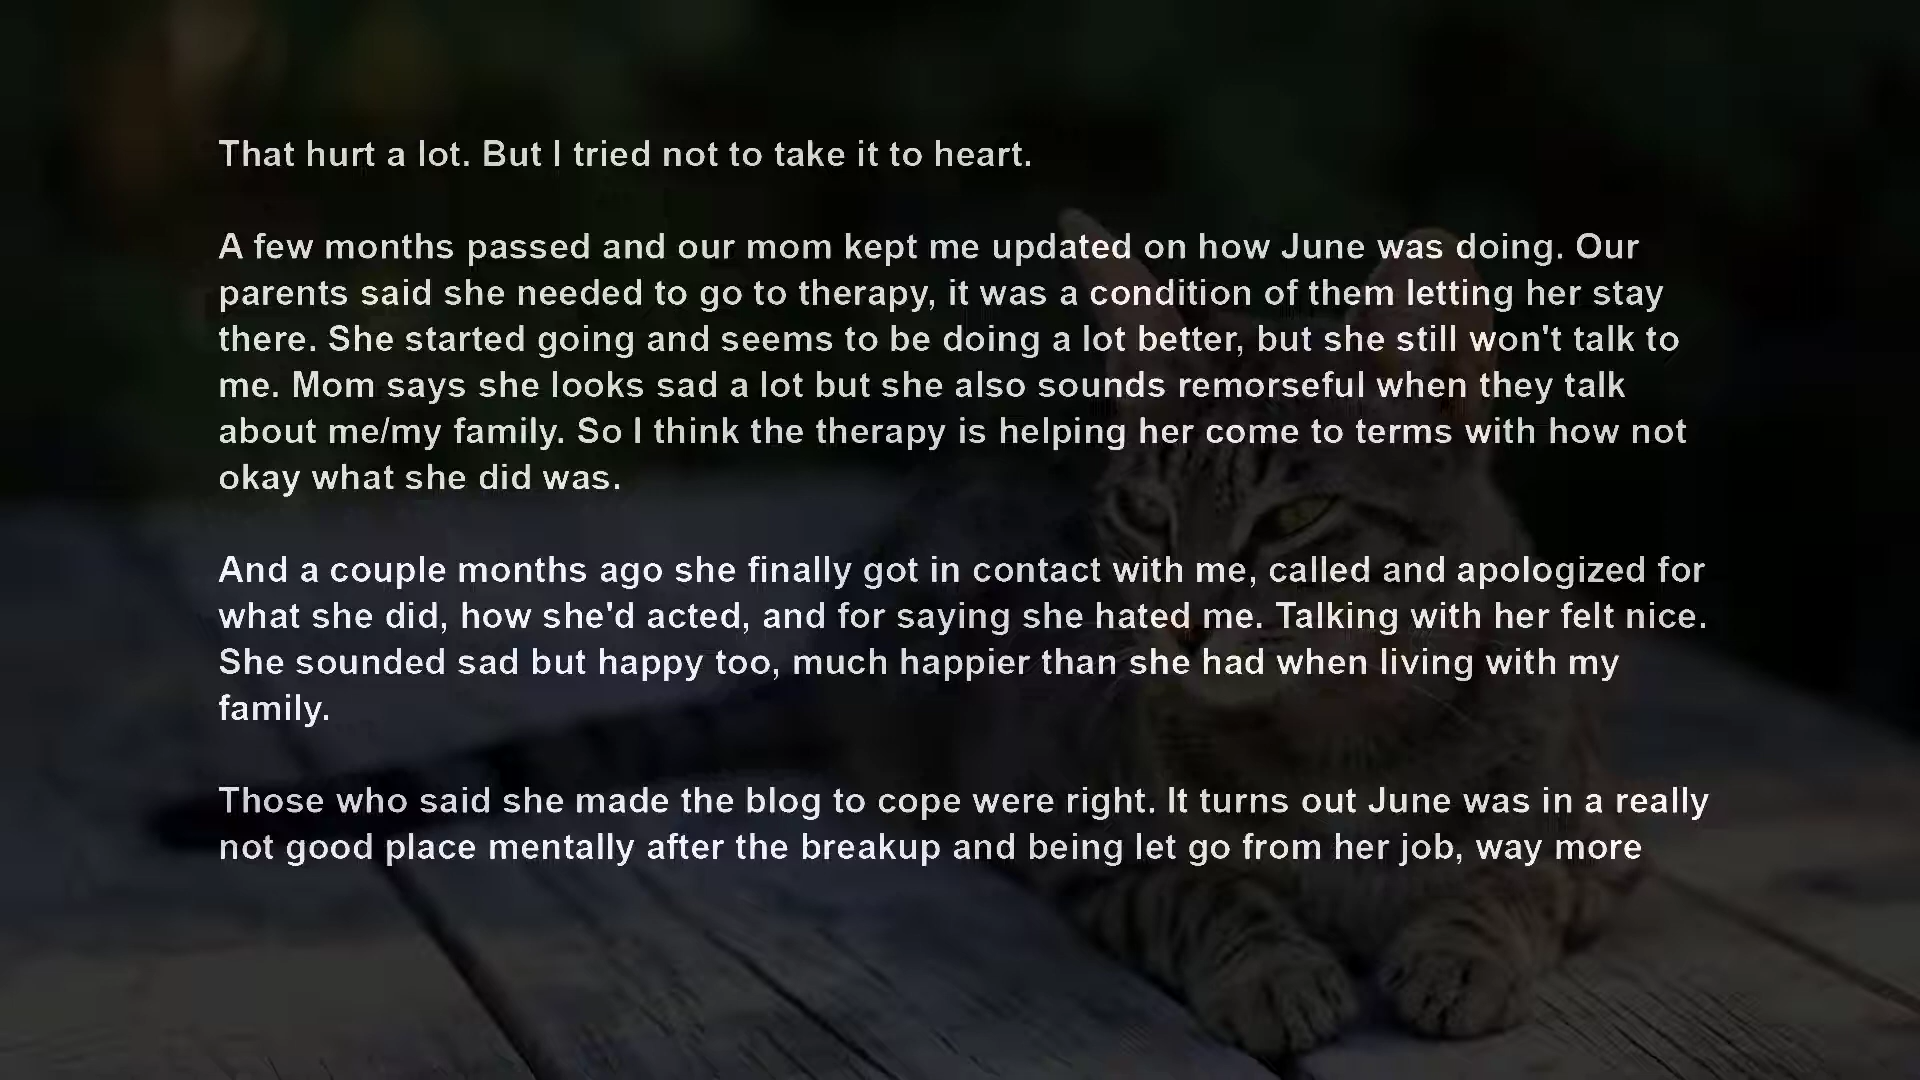 That hurt a lot. But I tried not to take it to heart.
A few months passed and our mom kept me updated on how June was doing. Our
parents said she needed to go to therapy, it was a condition of them letting her stay
there. She started going and seems to be doing a lot better, but she still won't talk to
me. Mom says she looks sad a lot but she also sounds remorseful when they talk
about me/my family. So I think the therapy is helping her come to terms with how not
okay what she did was.
And a couple months ago she finally got in contact with me, called and apologized for
what she did, how she'd acted, and for saying she hated me. Talking with her felt nice.
She sounded sad but happy too, much happier than she had when living with my
family.
Those who said she made the blog to cope were right. It turns out June was in a really
not good place mentally after the breakup and being let go from her job, way more